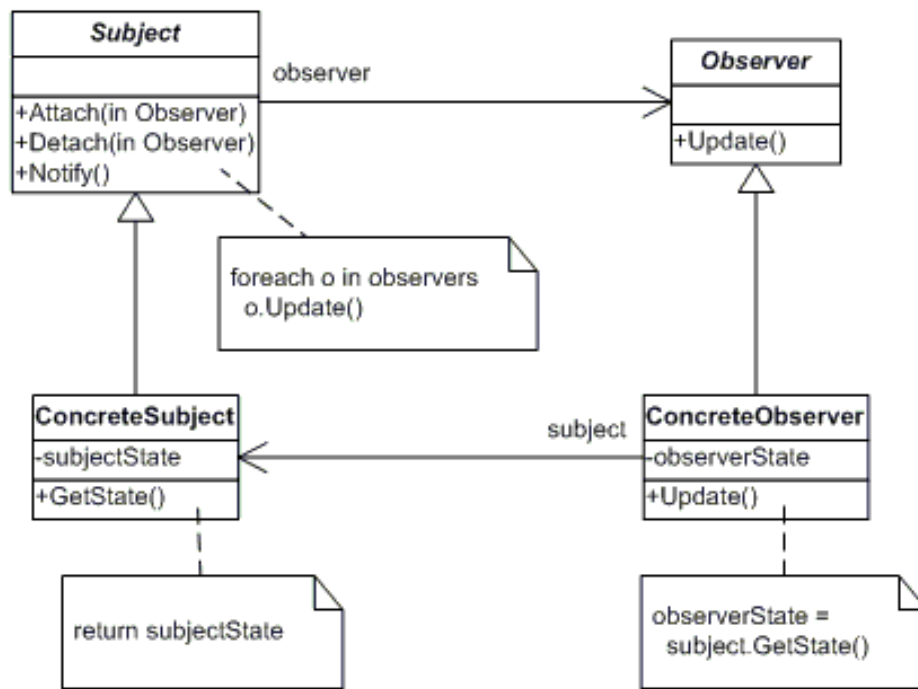 Subject
observer
+Attach(in Observer)
+Detach(in Observer)
+Notify()
Observer
+Update()
foreach o in observers
o.Update()
ConcreteSubject
-subjectState
+GetState()
subject
ConcreteObserver
-observerState
+Update()
return subjectState
observerState =
subject.GetState()